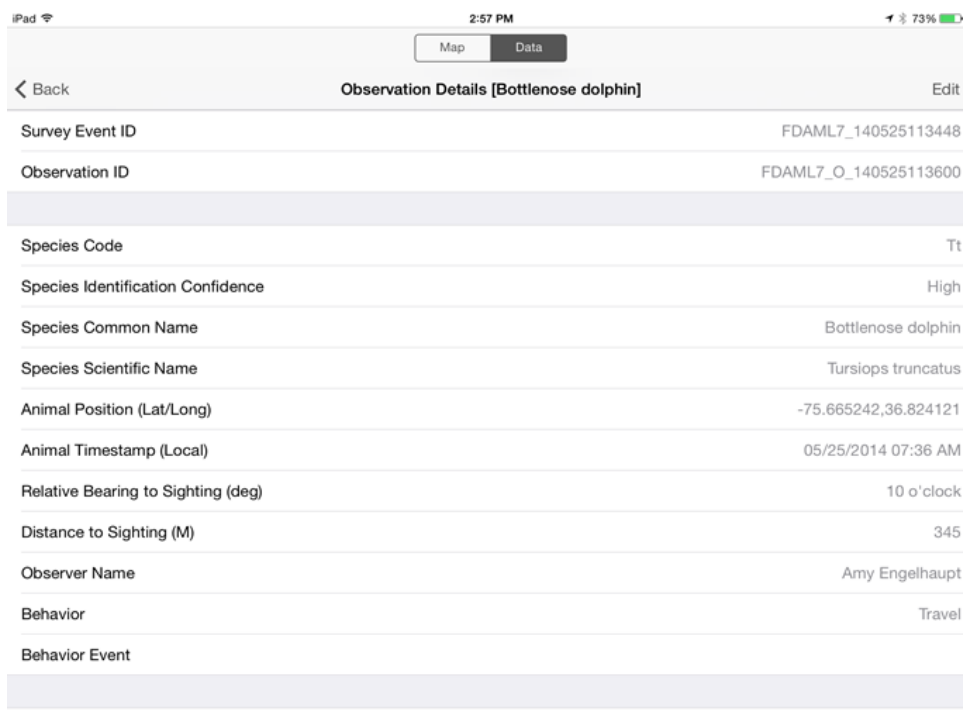 iPad 2:57 PM 73%
Map Data
Back Observation Details [Bottlenose dolphin] Edit
Survey Event ID FDAML7_140525113448
Observation ID FDAML7_O_140525113600
Species Code Tt
Species Identification Confidence High
Species Common Name Bottlenose dolphin
Species Scientific Name Tursiops truncatus
Animal Position (Lat/Long) -75.665242,36.824121
Animal Timestamp (Local) 05/25/2014 07:36 AM
Relative Bearing to Sighting (deg) 10 o'clock
Distance to Sighting (M) 345
Observer Name Amy Engelhaupt
Behavior Travel
Behavior Event